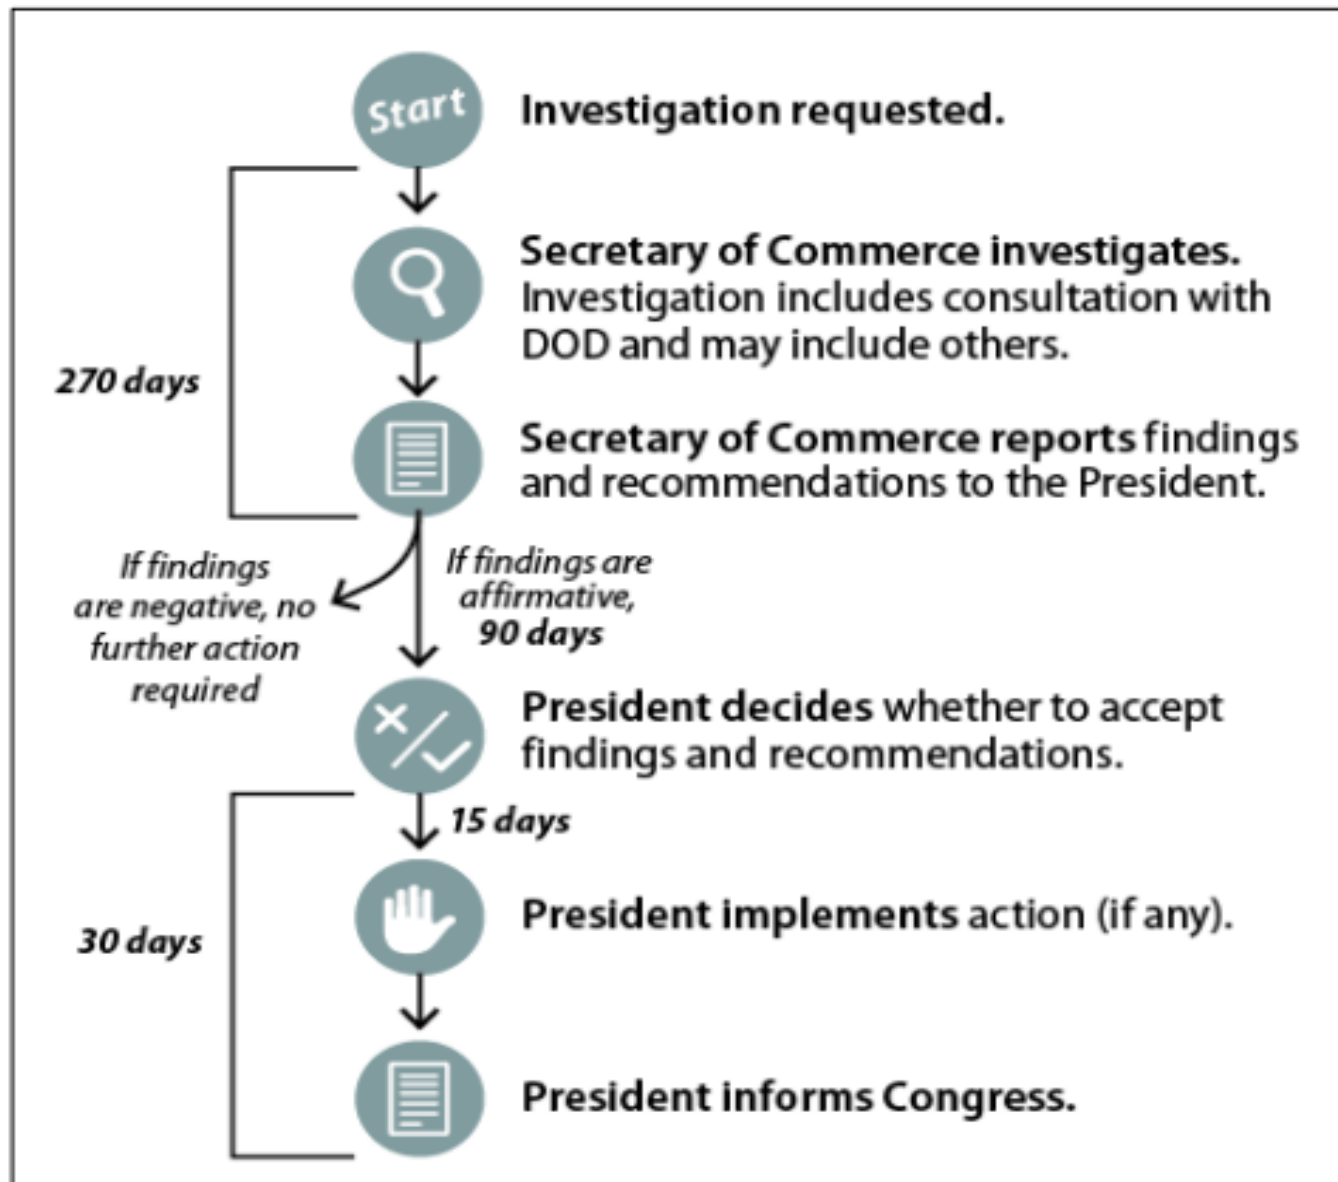 Start
Investigation requested.
Secretary of Commerce investigates.
Investigation includes consultation with
DOD and may include others.
270 days
Secretary of Commerce reports findings
and recommendations to the President.
If findings
are negative, no
further action
required
If findings are
affirmative,
90 days
President decides whether to accept
findings and recommendations.
15 days
President implements action (if any).
30 days
President informs Congress.